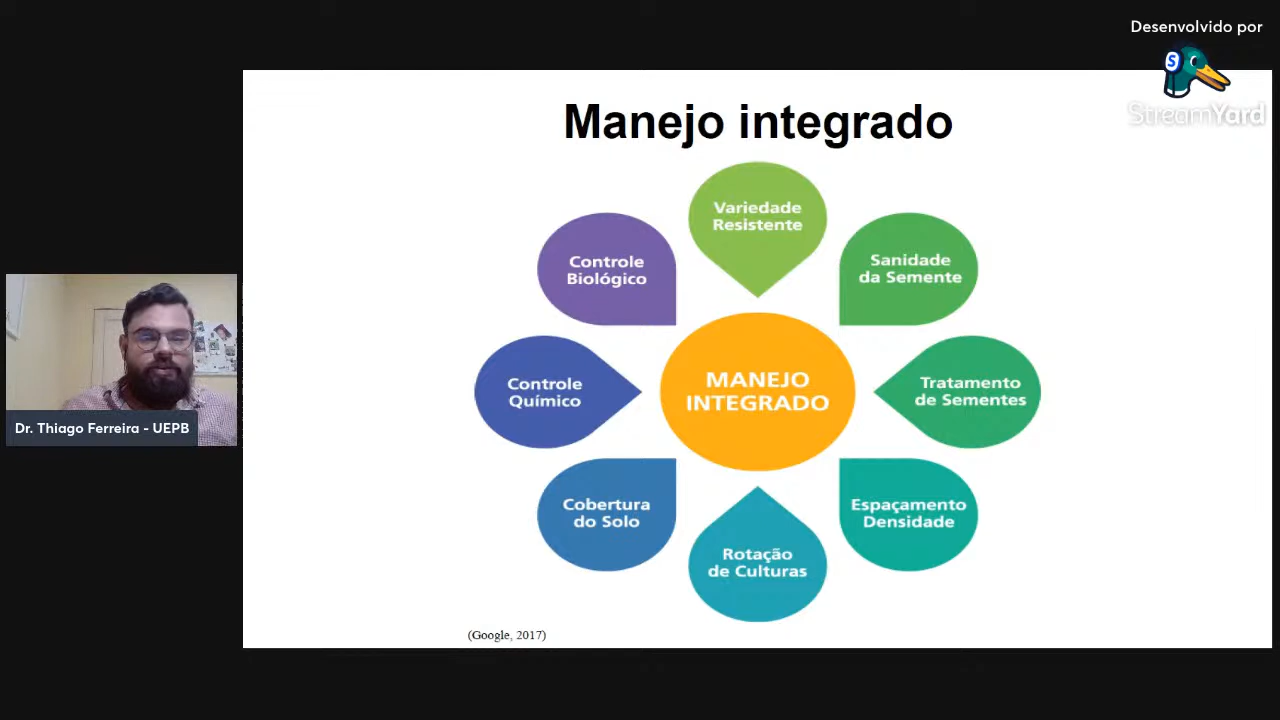 Desenvolvido por
StreamYard
Manejo integrado
Variedade
Resistente
Controle
Biológico
Sanidade
da Semente
Controle
Químico
MANEJO
INTEGRADO
Tratamento
de Sementes
Cobertura
do Solo
Espaçamento
Densidade
Rotação
de Culturas
(Google, 2017)
Dr. Thiago Ferreira - UEPB